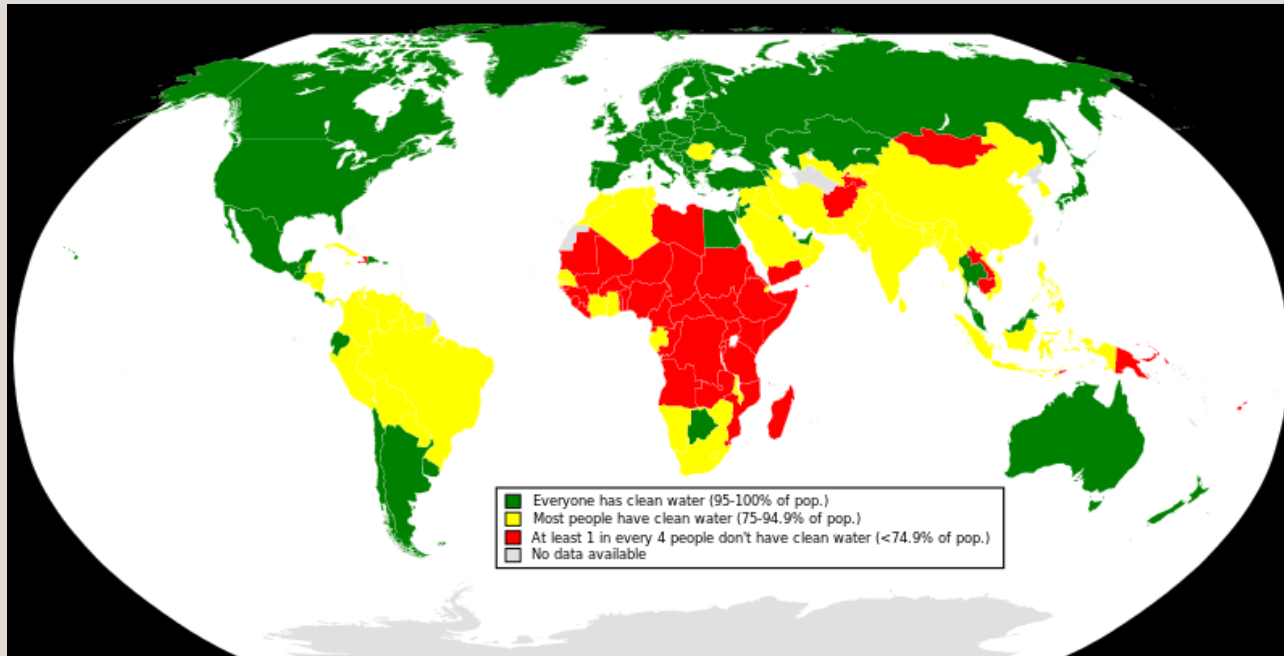 Everyone has clean water (95-100% of pop.)
Most people have clean water (75-94.9% of pop.)
At least 1 in every 4 people don't have clean water (<74.9% of pop.)
No data available